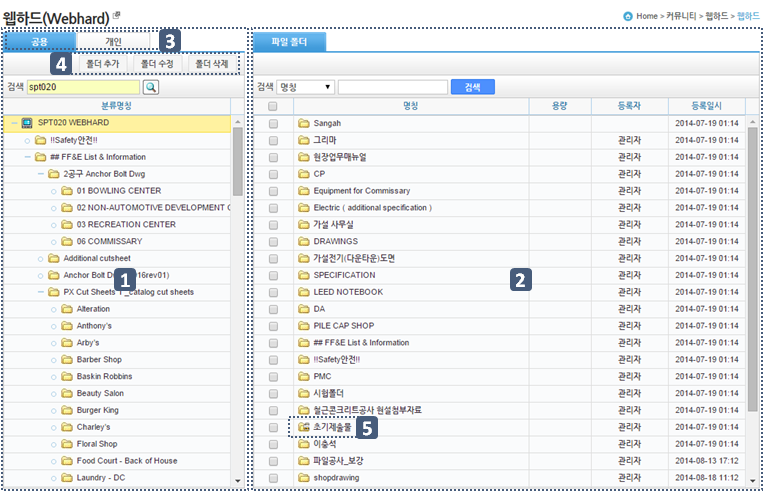 웹하드(Webhard)
Home > 커뮤니티 > 웹하드 > 웹하드
공용 개인 3
4 폴더 추가 폴더 수정 폴더 삭제
검색 spt020
분류명칭
SPT020 WEBHARD
!!Safety안전!!
## FF&E List & Information
2공구 Anchor Bolt Dwg
01 BOWLING CENTER
02 NON-AUTOMOTIVE DEVELOPMENT C
03 RECREATION CENTER
06 COMMISSARY
Additional cutsheet
Anchor Bolt D 16rev01)
1
PX Cut Sheets 1 _catalog cut sheets
Alteration
Anthony's
Arby's
Barber Shop
Baskin Robbins
Beauty Salon
Burger King
Charley's
Floral Shop
Food Court - Back of House
Laundry - DC
파일 폴더
검색 명칭 검색
명칭 용량 등록자 등록일시
Sangah 2014-07-19 01:14
그리마 관리자 2014-07-19 01:14
현장업무매뉴얼 관리자 2014-07-19 01:14
CP 관리자 2014-07-19 01:14
Equipment for Commissary 관리자 2014-07-19 01:14
Electric ( additional specification ) 관리자 2014-07-19 01:14
가설 사무실 관리자 2014-07-19 01:14
DRAWINGS 관리자 2014-07-19 01:14
가설전기(다운타운)도면 관리자 2014-07-19 01:14
SPECIFICATION 2 관리자 2014-07-19 01:14
LEED NOTEBOOK 관리자 2014-07-19 01:14
DA 관리자 2014-07-19 01:14
PILE CAP SHOP 관리자 2014-07-19 01:14
## FF&E List & Information 관리자 2014-07-19 01:14
!!Safety안전!! 관리자 2014-07-19 01:14
PMC 관리자 2014-07-19 01:14
시험폴더 관리자 2014-07-19 01:14
철근콘크리트공사 원설첨부자료 관리자 2014-07-19 01:14
초기제출물 5 관리자 2014-07-19 01:14
이충석 관리자 2014-07-19 01:14
파일공사_보강 관리자 2014-08-13 17:12
shopdrawing 관리자 2014-08-18 11:12